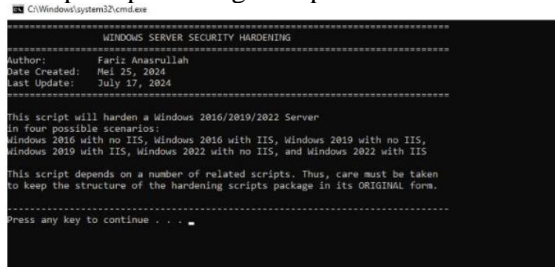 C:\Windows\system32\cmd.exe
WINDOWS SERVER SECURITY HARDENING
Author: Fariz Anasrullah
Date Created: Mei 25, 2024
Last Update: July 17, 2024
This script will harden a Windows 2016/2019/2022 Server
in four possible scenarios:
Windows 2016 with no IIS, Windows 2016 with IIS, Windows 2019 with no IIS,
Windows 2019 with IIS, Windows 2022 with no IIS, and Windows 2022 with IIS
This script depends on a number of related scripts. Thus, care must be taken
to keep the structure of the hardening scripts package in its ORIGINAL form.
Press any key to continue . . .